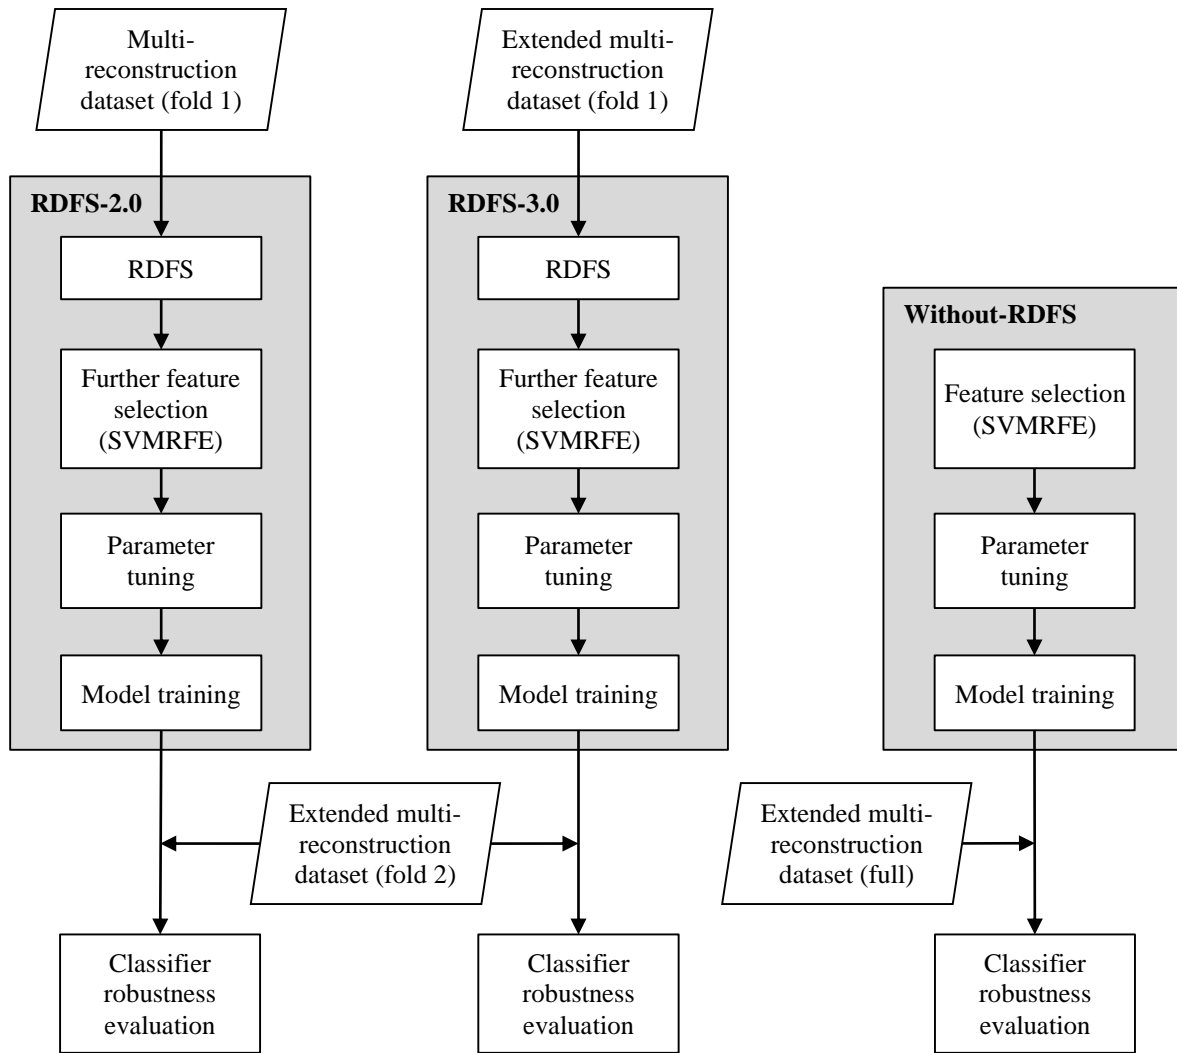 Multi-
reconstruction
dataset (fold 1)
Extended multi-
reconstruction
dataset (fold 1)
RDFS-2.0
RDFS
Further feature
selection
(SVMRFE)
Parameter
tuning
Model training
RDFS-3.0
RDFS
Further feature
selection
(SVMRFE)
Parameter
tuning
Model training
Without-RDFS
Feature selection
(SVMRFE)
Parameter
tuning
Model training
Extended multi-
reconstruction
dataset (fold 2)
Extended multi-
reconstruction
dataset (full)
Classifier
robustness
evaluation
Classifier
robustness
evaluation
Classifier
robustness
evaluation